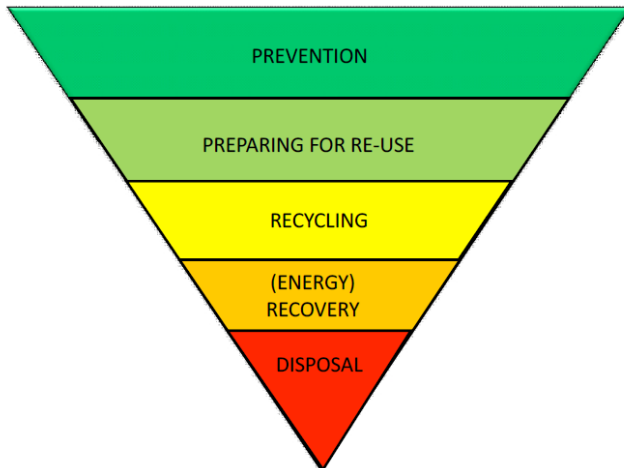 PREVENTION
PREPARING FOR RE-USE
RECYCLING
(ENERGY)
RECOVERY
DISPOSAL